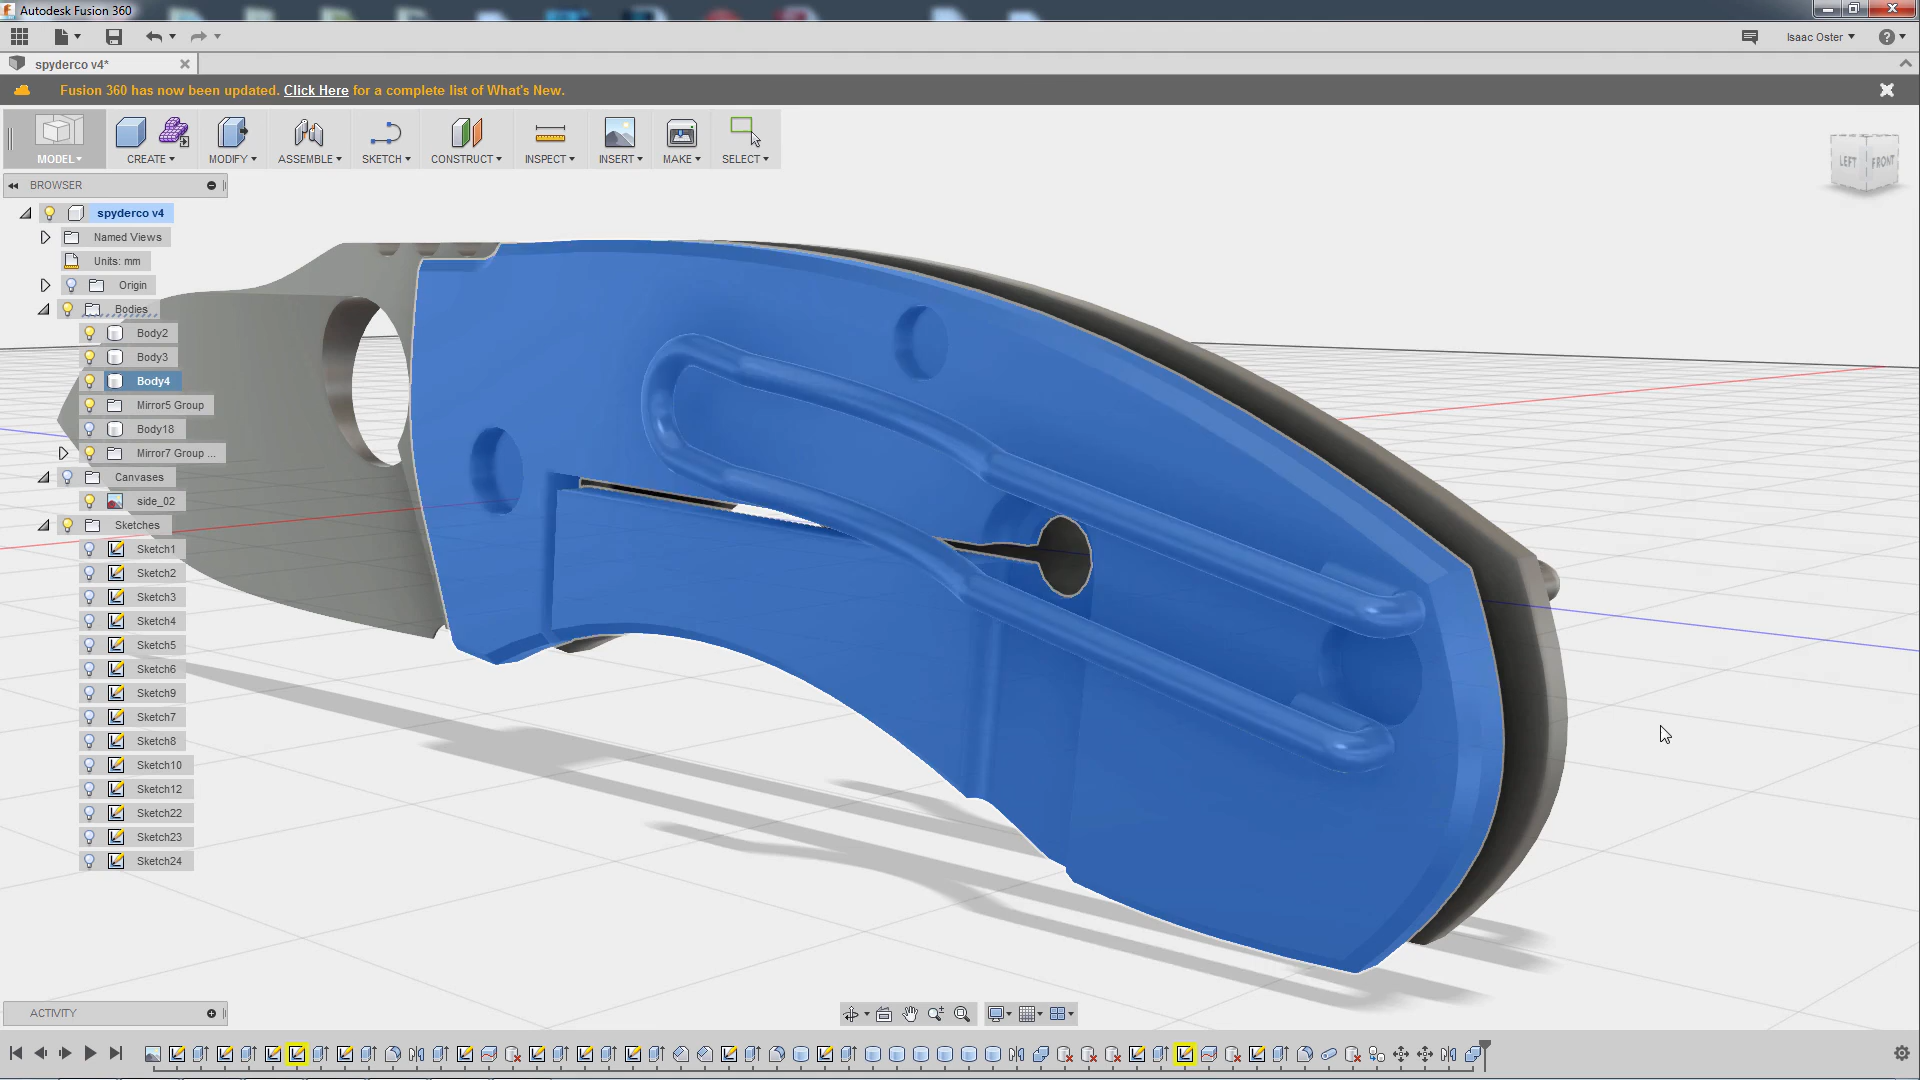 Autodesk Fusion 360
Isaac Oster
spyderco v4*
Fusion 360 has now been updated. Click Here for a complete list of What's New.
MODEL
CREATE
MODIFY
ASSEMBLE
SKETCH
CONSTRUCT
INSPECT
INSERT
MAKE
SELECT
LEFT
FRONT
BROWSER
spyderco v4
Named Views
Units: mm
Origin
Bodies
Body2
Body3
Body4
Mirror5 Group
Body18
Mirror7 Group ...
Canvases
side_02
Sketches
Sketch1
Sketch2
Sketch3
Sketch4
Sketch5
Sketch6
Sketch9
Sketch7
Sketch8
Sketch10
Sketch12
Sketch22
Sketch23
Sketch24
ACTIVITY